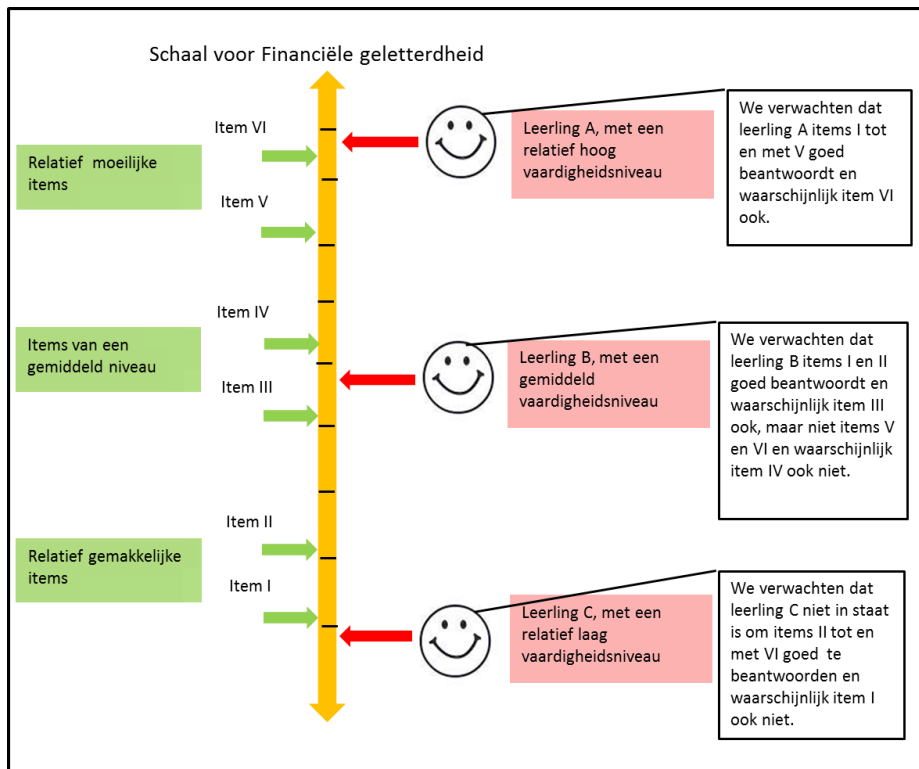 Schaal voor Financiële geletterdheid
Item VI
Relatief moeilijke
items
Item V
Leerling A, met een
relatief hoog
vaardigheidsniveau
We verwachten dat
leerling A items I tot
en met V goed
beantwoordt en
waarschijnlijk item VI
ook.
Item IV
Items van een
gemiddeld niveau
Item III
Leerling B, met een
gemiddeld
vaardigheidsniveau
We verwachten dat
leerling B items I en II
goed beantwoordt en
waarschijnlijk item III
ook, maar niet items V
en VI en waarschijnlijk
item IV ook niet.
Item II
Relatief gemakkelijke
items
Item I
Leerling C, met een
relatief laag
vaardigheidsniveau
We verwachten dat
leerling C niet in staat
is om items II tot en
met VI goed te
beantwoorden en
waarschijnlijk item I
ook niet.